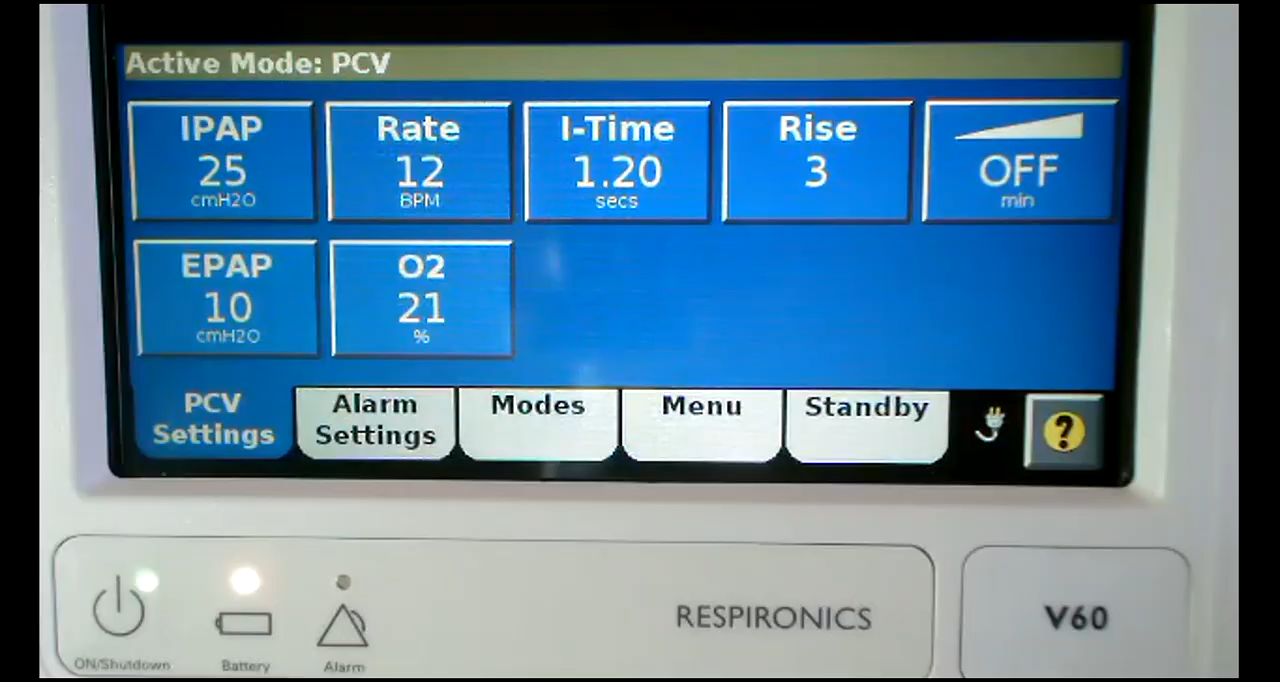 Active Mode: PCV
IPAP
25
cmH2O
Rate
12
BPM
I-Time
1.20
secs
Rise
3
OFF
min
EPAP
10
cmH2O
O2
21
%
PCV
Settings
Alarm
Settings
Modes
Menu
Standby
?
ON/Shutdown
Battery
Alarm
RESPIRONICS
V60